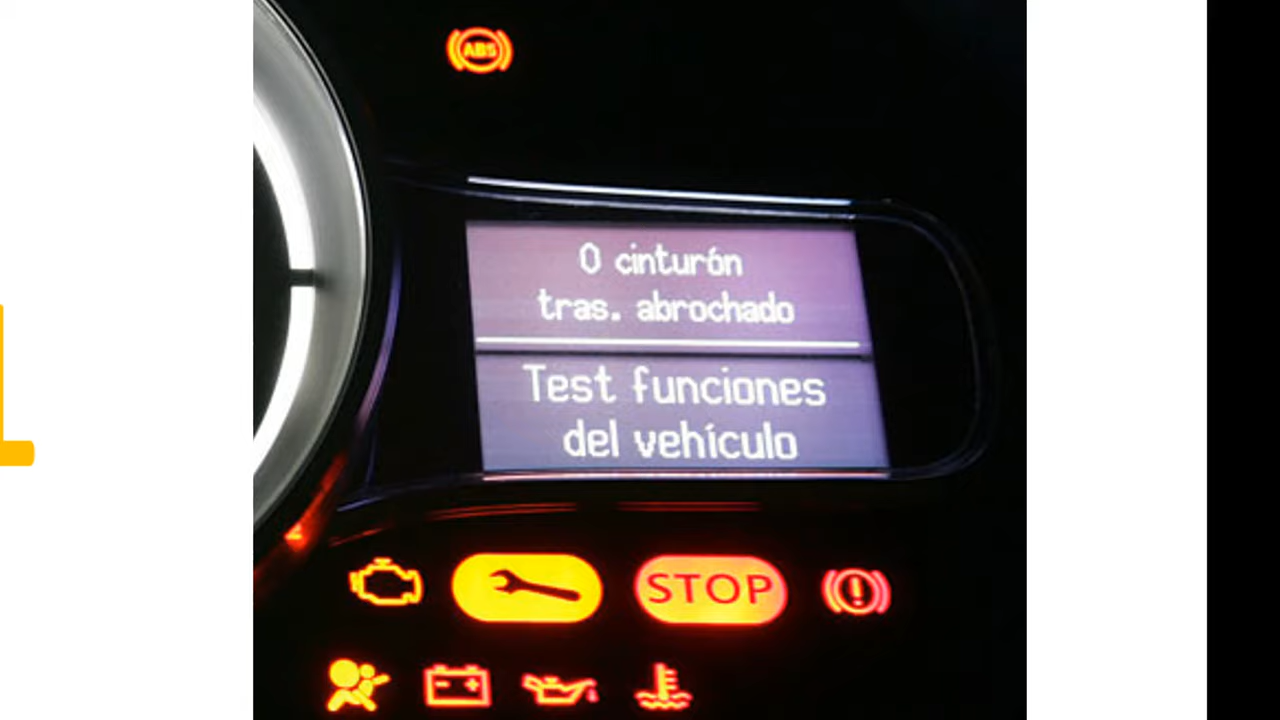 ABS
0 cinturón
tras. abrochado
Test funciones
del vehículo
STOP